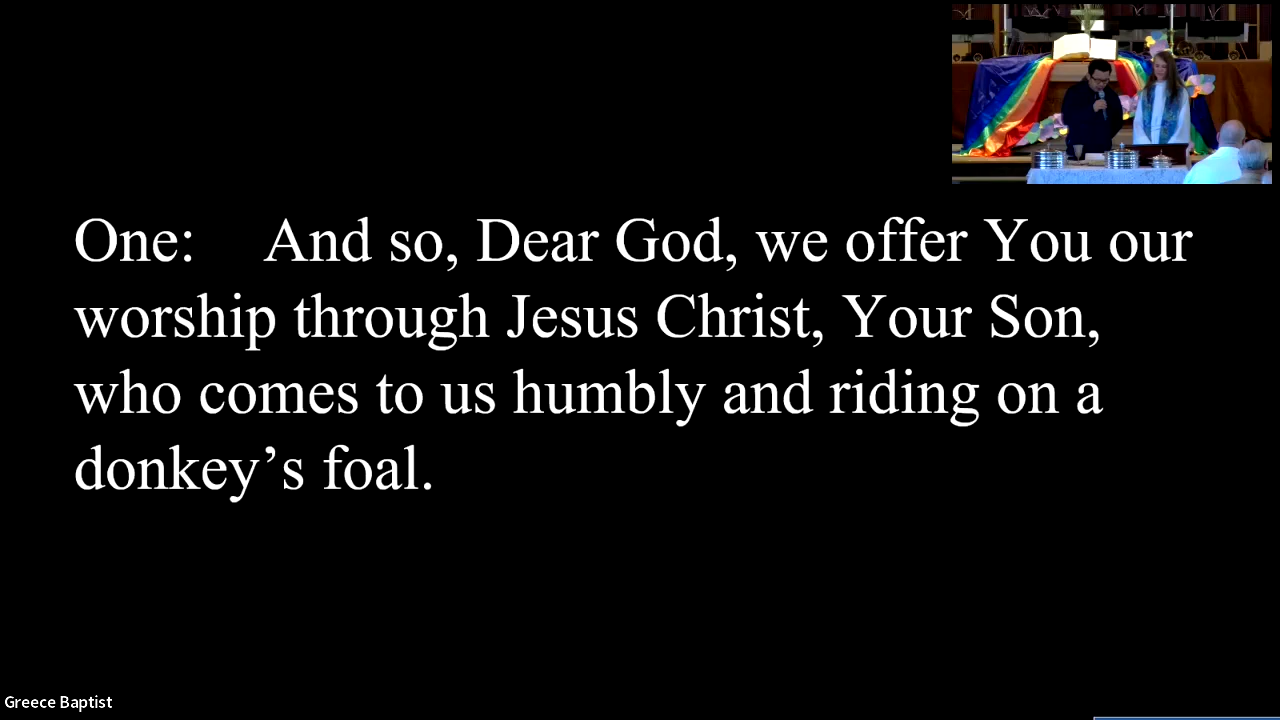 One: And so, Dear God, we offer You our
worship through Jesus Christ, Your Son,
who comes to us humbly and riding on a
donkey’s foal.
Greece Baptist